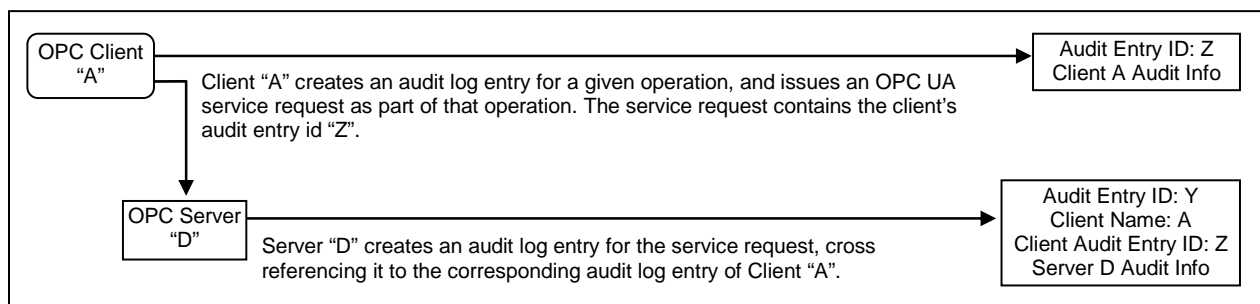 OPC Client
“A”
Audit Entry ID: Z
Client A Audit Info
Client “A” creates an audit log entry for a given operation, and issues an OPC UA
service request as part of that operation. The service request contains the client’s
audit entry id “Z”.
OPC Server
“D”
Audit Entry ID: Y
Client Name: A
Client Audit Entry ID: Z
Server D Audit Info
Server “D” creates an audit log entry for the service request, cross
referencing it to the corresponding audit log entry of Client “A”.